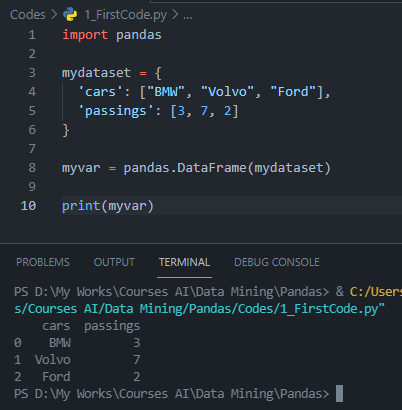 Codes > 1_FirstCode.py > ...
1 import pandas
2
3 mydataset = {
4   'cars': ["BMW", "Volvo", "Ford"],
5   'passings': [3, 7, 2]
6 }
7
8 myvar = pandas.DataFrame(mydataset)
9
10 print(myvar)
PROBLEMS OUTPUT TERMINAL DEBUG CONSOLE
PS D:\My Works\Courses AI\Data Mining\Pandas> & C:/Users
s/Courses AI/Data Mining/Pandas/Codes/1_FirstCode.py"
    cars  passings
0    BMW         3
1  Volvo         7
2   Ford         2
PS D:\My Works\Courses AI\Data Mining\Pandas>